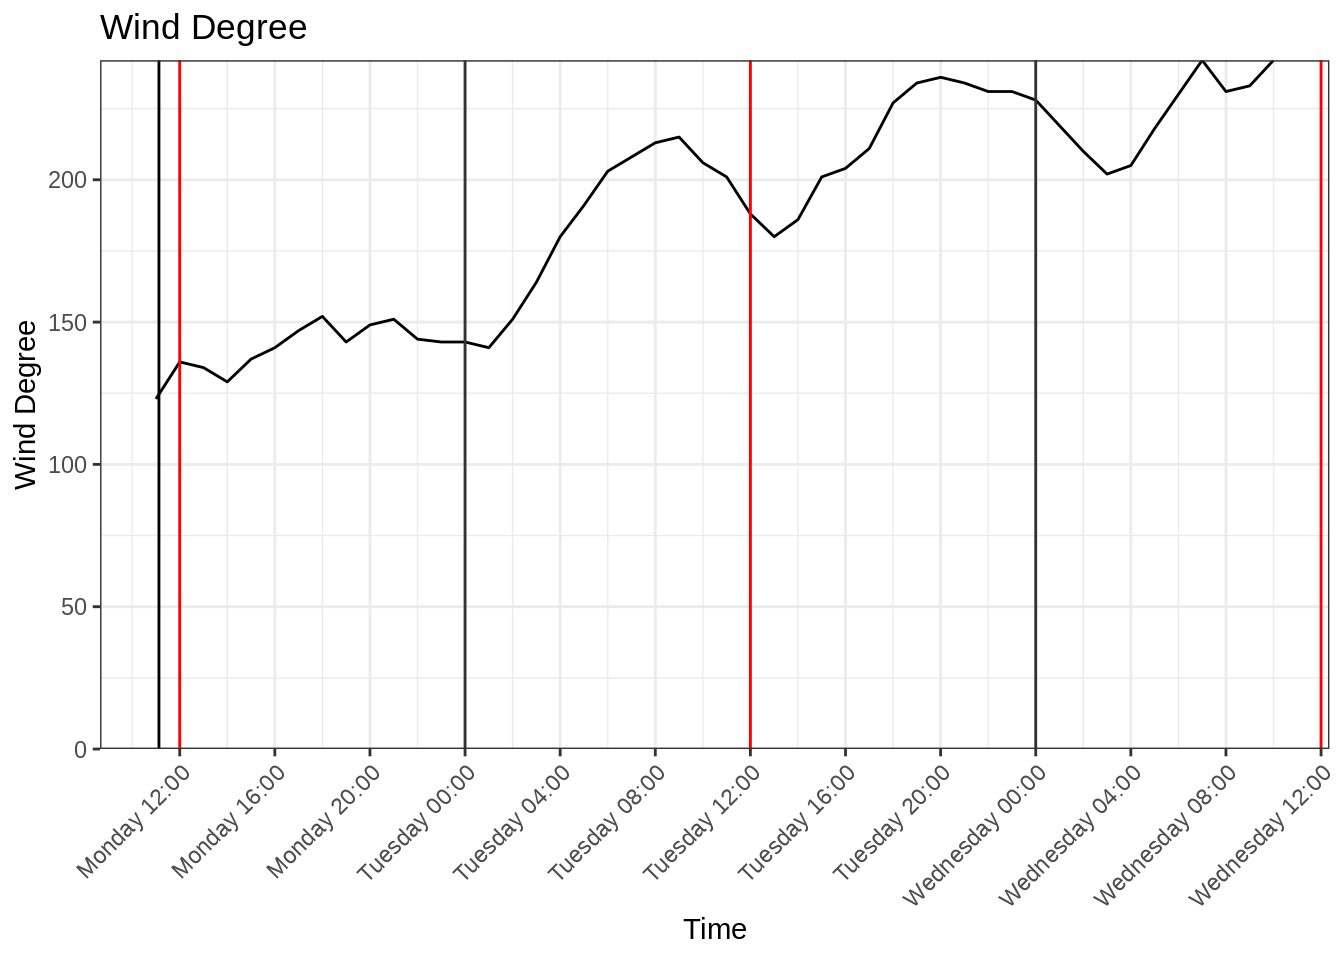 Wind Degree
Wind Degree
200
150
100
50
0
Monday 12:00
Monday 16:00
Monday 20:00
Tuesday 00:00
Tuesday 04:00
Tuesday 08:00
Tuesday 12:00
Tuesday 16:00
Tuesday 20:00
Wednesday 00:00
Wednesday 04:00
Wednesday 08:00
Wednesday 12:00
Time